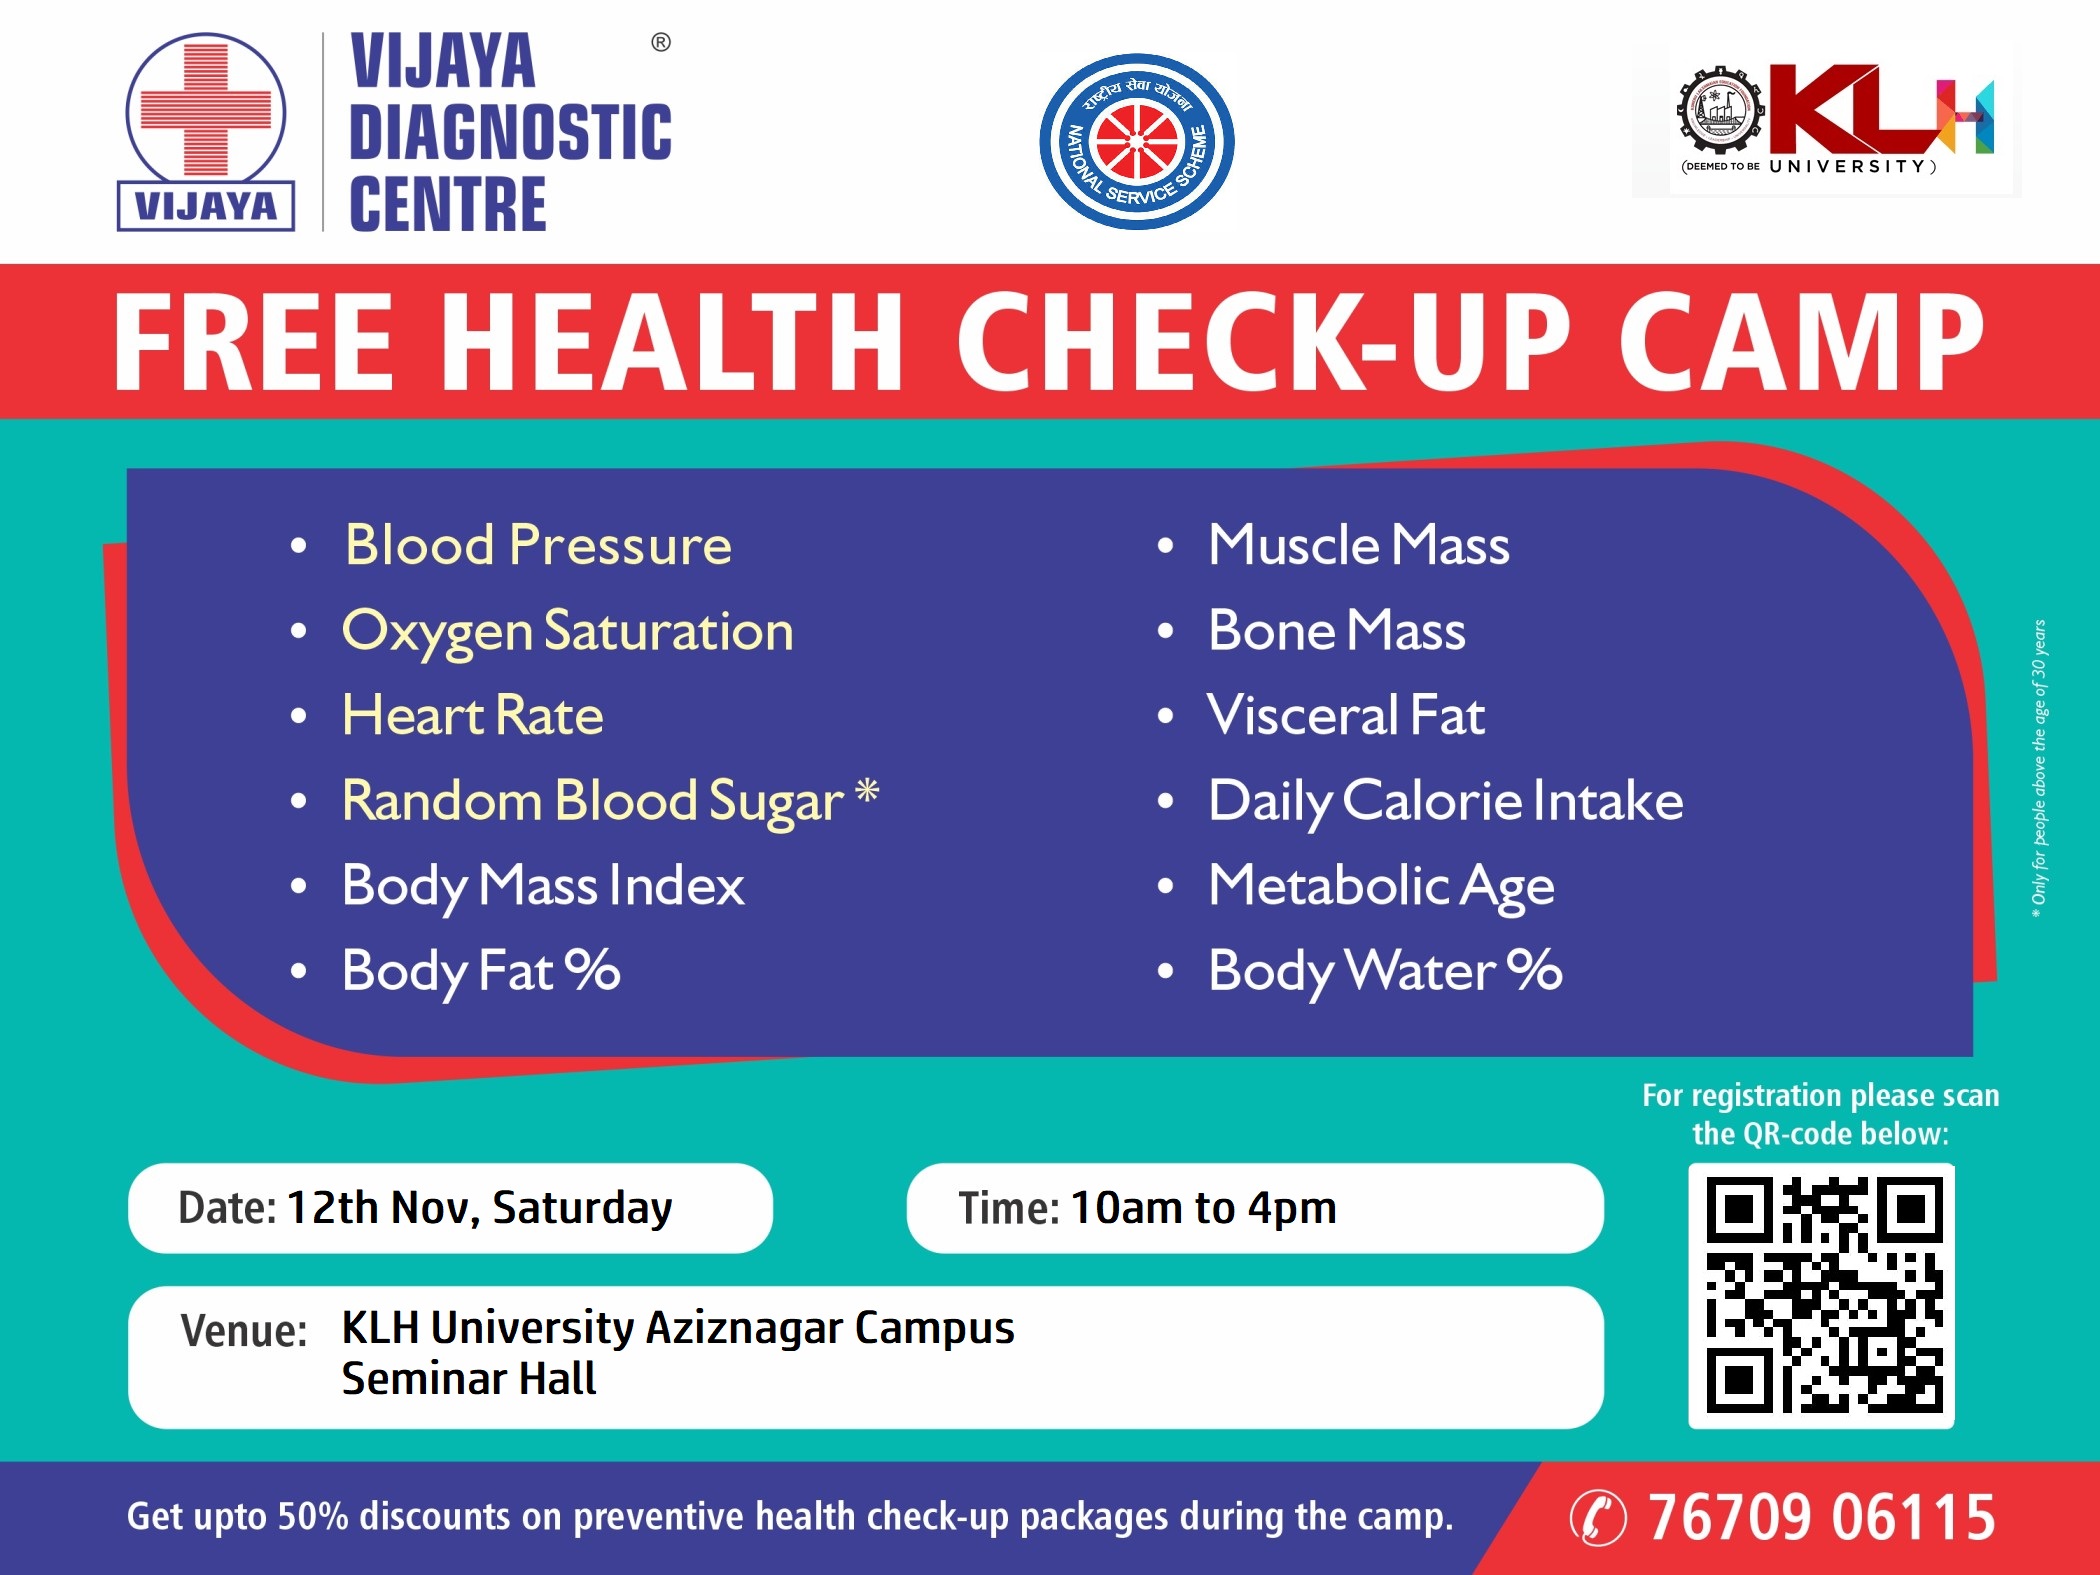 VIJAYA
VIJAYA ®
DIAGNOSTIC
CENTRE
राष्ट्रीय सेवा योजना
NATIONAL SERVICE SCHEME
KLH
(DEEMED TO BE UNIVERSITY)
FREE HEALTH CHECK-UP CAMP
• Blood Pressure
• Oxygen Saturation
• Heart Rate
• Random Blood Sugar *
• Body Mass Index
• Body Fat %
• Muscle Mass
• Bone Mass
• Visceral Fat
• Daily Calorie Intake
• Metabolic Age
• Body Water %
* Only for people above the age of 30 years
For registration please scan
the QR-code below:
Date: 12th Nov, Saturday
Time: 10am to 4pm
Venue: KLH University Aziznagar Campus
Seminar Hall
Get upto 50% discounts on preventive health check-up packages during the camp.
76709 06115